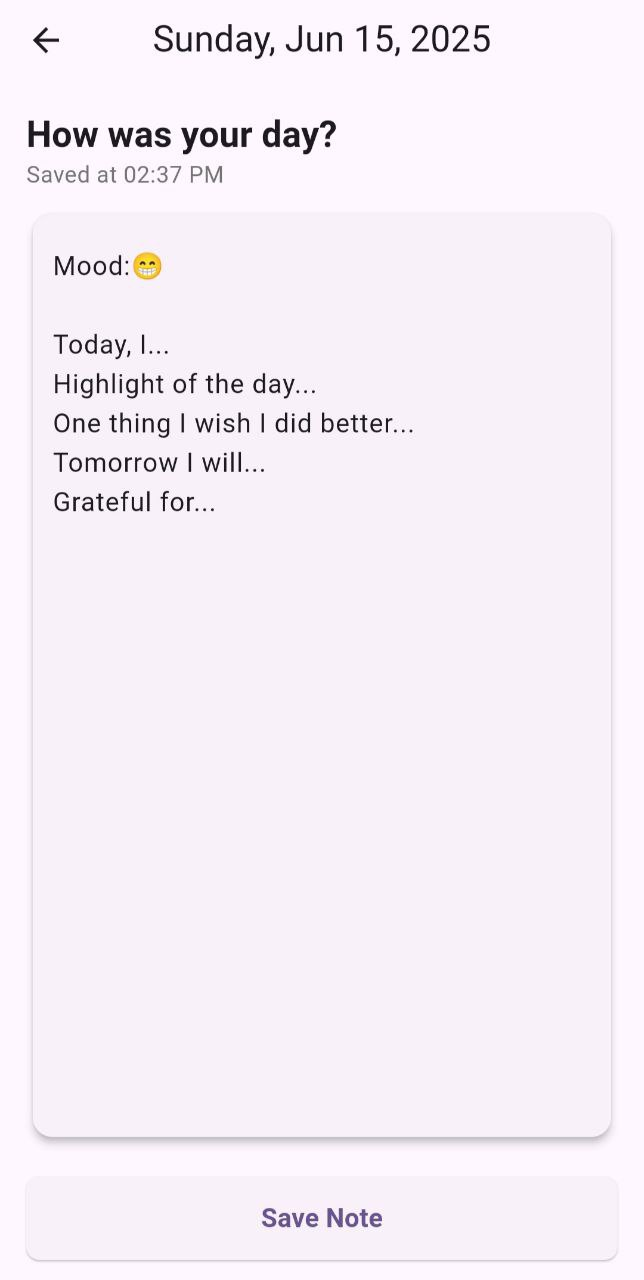 Sunday, Jun 15, 2025
How was your day?
Saved at 02:37 PM
Mood:😁
Today, I...
Highlight of the day...
One thing I wish I did better...
Tomorrow I will...
Grateful for...
Save Note